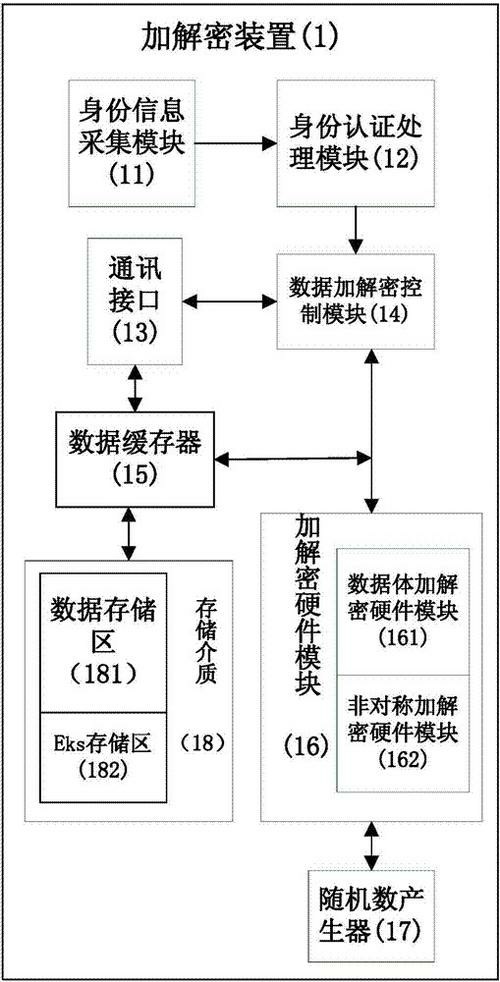 加解密装置(1)
身份信息
采集模块
(11)
身份认证处
理模块(12)
通讯
接口
(13)
数据加解密控
制模块(14)
数据缓存器
(15)
数据存储
区
(181)
Eks存储区
(182)
存储介质
(18)
加解密硬件模块
(16)
数据体加解
密硬件模块
(161)
非对称加解
密硬件模块
(162)
随机数产
生器(17)